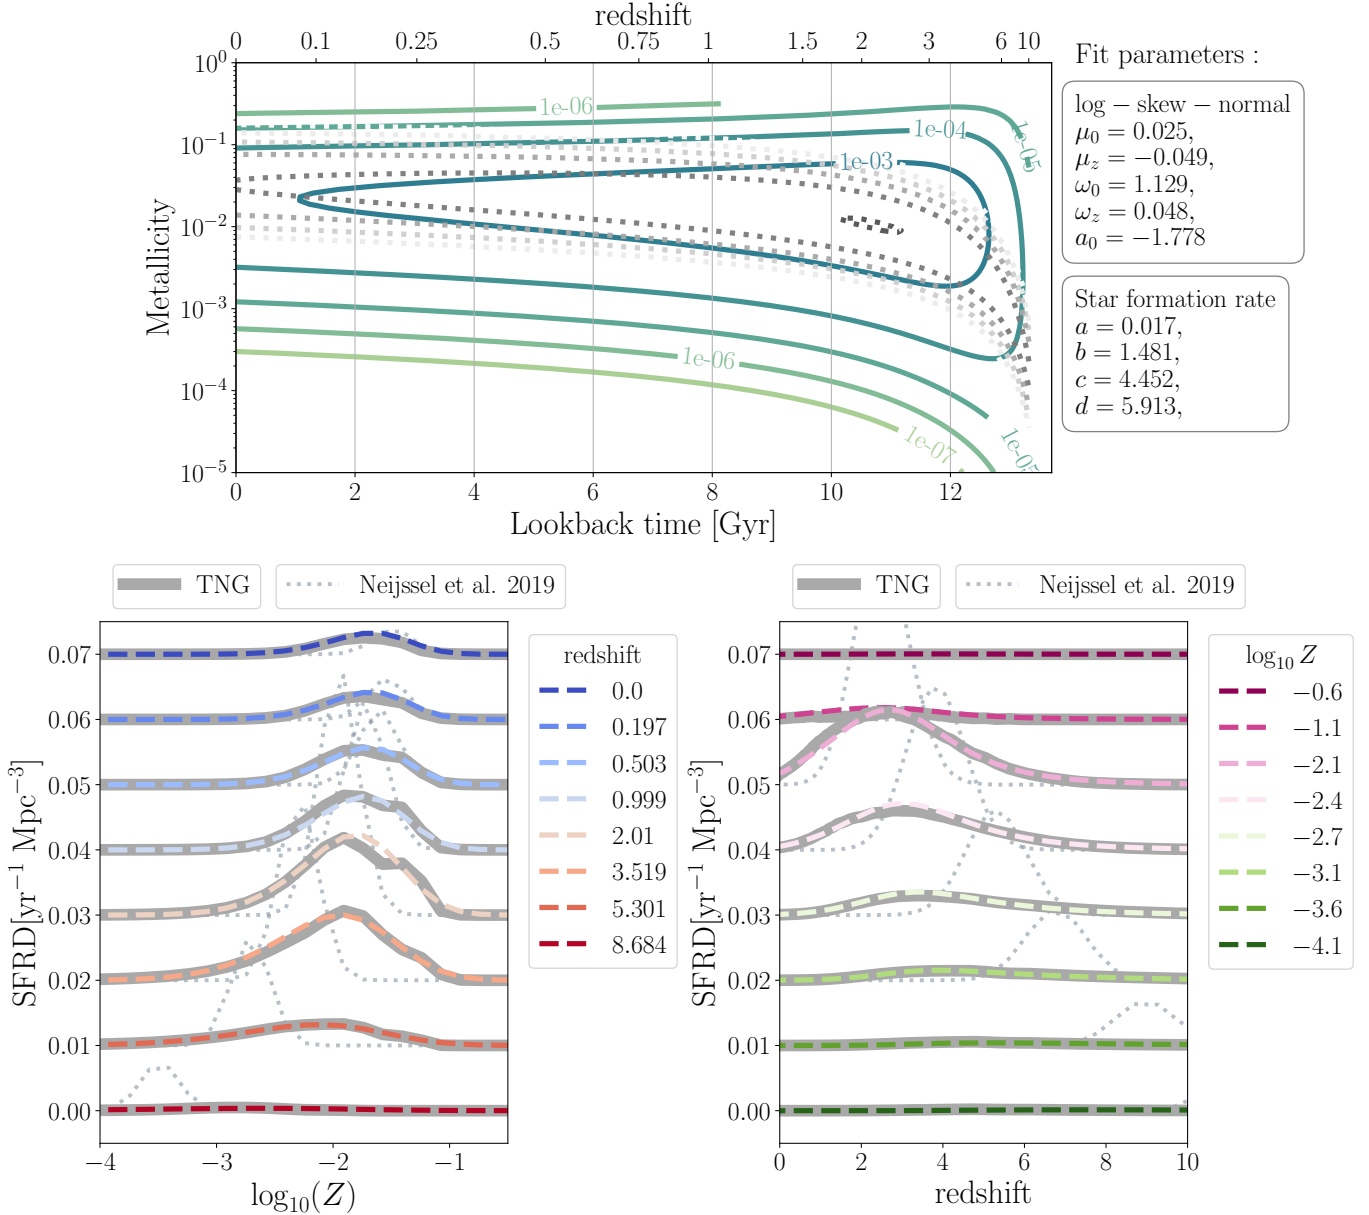 redshift
0 0.1 0.25 0.5 0.75 1 1.5 2 3 6 10
Fit parameters :
10⁰
10⁻¹
10⁻²
10⁻³
10⁻⁴
10⁻⁵
Metallicity
1e-06
1e-04
1e-05
1e-03
1e-06
1e-07
1e-05
0 2 4 6 8 10 12
Lookback time [Gyr]
log − skew − normal
μ₀ = 0.025,
μ_z = −0.049,
ω₀ = 1.129,
ω_z = 0.048,
a₀ = −1.778
Star formation rate
a = 0.017,
b = 1.481,
c = 4.452,
d = 5.913,
TNG
Neijssel et al. 2019
0.07
0.06
0.05
0.04
0.03
0.02
0.01
0.00
SFRD[yr⁻¹ Mpc⁻³]
−4 −3 −2 −1
log₁₀(Z)
redshift
0.0
0.197
0.503
0.999
2.01
3.519
5.301
8.684
TNG
Neijssel et al. 2019
0.07
0.06
0.05
0.04
0.03
0.02
0.01
0.00
SFRD[yr⁻¹ Mpc⁻³]
0 2 4 6 8 10
redshift
log₁₀ Z
−0.6
−1.1
−2.1
−2.4
−2.7
−3.1
−3.6
−4.1